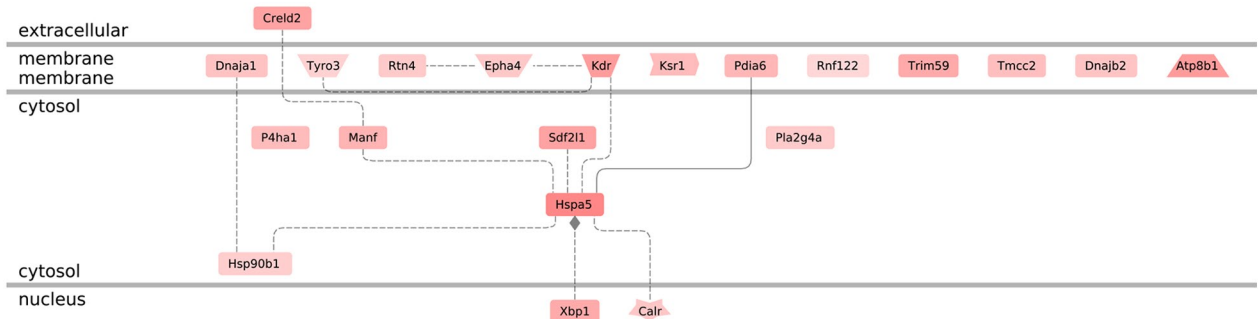 extracellular
Creld2
membrane
membrane
Dnaja1 Tyro3 Rtn4 Epha4 Kdr Ksr1 Pdia6 Rnf122 Trim59 Tmcc2 Dnajb2 Atp8b1
cytosol
P4ha1 Manf Sdf2l1 Pla2g4a
Hspa5
Hsp90b1
cytosol
nucleus
Xbp1 Calr